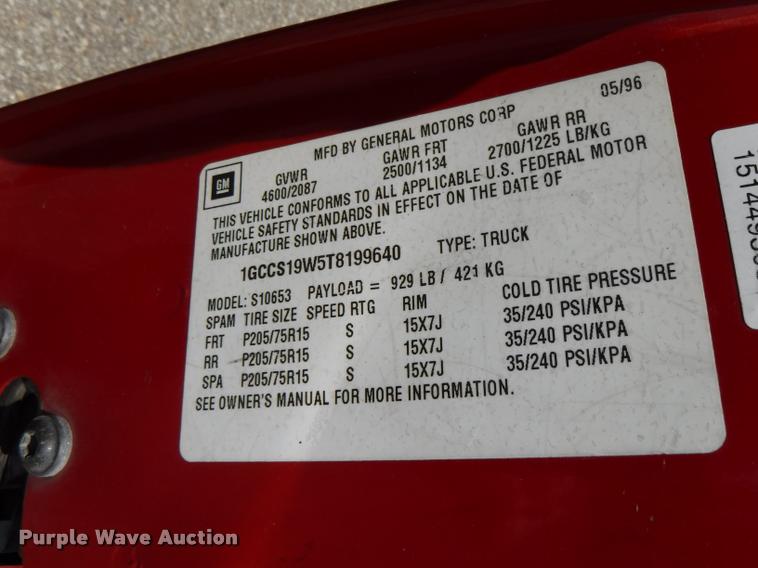 05/96
MFD BY GENERAL MOTORS CORP
GM
GVWR GAWR FRT GAWR RR
4600/2087 2500/1134 2700/1225 LB/KG
THIS VEHICLE CONFORMS TO ALL APPLICABLE U.S. FEDERAL MOTOR
VEHICLE SAFETY STANDARDS IN EFFECT ON THE DATE OF
MANUFACTURE SHOWN ABOVE.
1GCCS19W5T8199640 TYPE: TRUCK
MODEL: S10653 PAYLOAD = 929 LB/ 421 KG
SPAM TIRE SIZE SPEED RTG RIM COLD TIRE PRESSURE
FRT P205/75R15 S 15X7J 35/240 PSI/KPA
RR P205/75R15 S 15X7J 35/240 PSI/KPA
SPA P205/75R15 S 15X7J 35/240 PSI/KPA
SEE OWNER'S MANUAL FOR MORE INFORMATION.
Purple Wave Auction